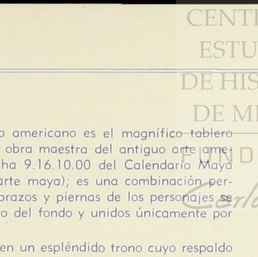 CENT
ESTU
DE HIS
DE M
FUND
Carlo
o americano es el magnífico tablero
obra maestra del antiguo arte ame-
ha 9.16.10.00 del Calendario Maya
arte maya); es una combinación per-
brazos y piernas de los personajes se
o del fondo y unidos únicamente por
en un espléndido trono cuyo respaldo